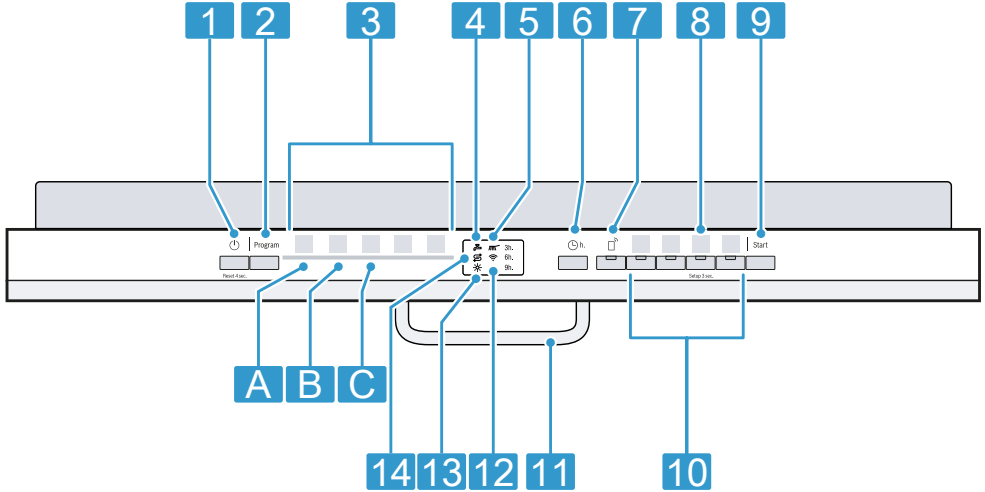 1 2 3 4 5 6 7 8 9
Program
3h.
h.
Start
6h.
9h.
Reset 4 sec.
Setup 3 sec.
A B C
14 13 12 11 10